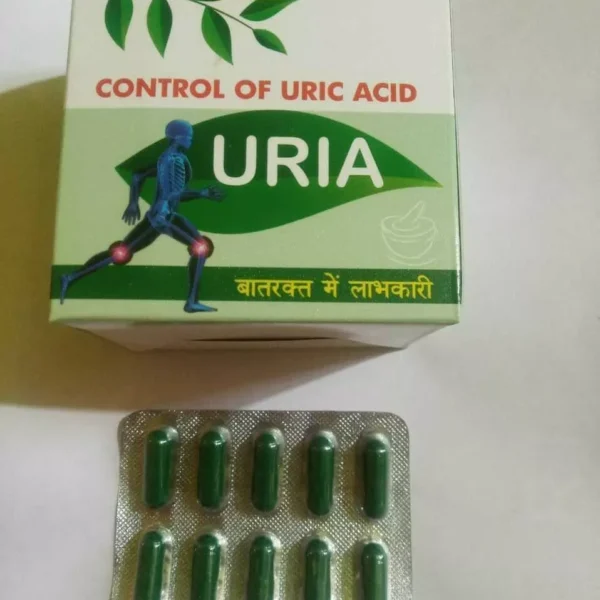 CONTROL OF URIC ACID
URIA
बातरक्त में लाभकारी